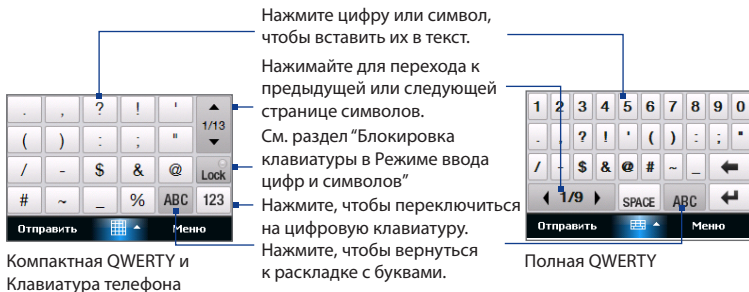 Нажмите цифру или символ,
чтобы вставить их в текст.
Нажимайте для перехода к
предыдущей или следующей
странице символов.
См. раздел “Блокировка
клавиатуры в Режиме ввода
цифр и символов”
Нажмите, чтобы переключиться
на цифровую клавиатуру.
Нажмите, чтобы вернуться
к раскладке с буквами.
. , ? ! '
1/13
( ) : ; "
/ - $ & @ Lock
# ~ _ % ABC 123
Отправить Меню
Компактная QWERTY и
Клавиатура телефона
1 2 3 4 5 6 7 8 9 0
. , ? ! ' ( ) : ; "
/ - $ & @ # ~ _
1/9 SPACE ABC
Отправить Меню
Полная QWERTY